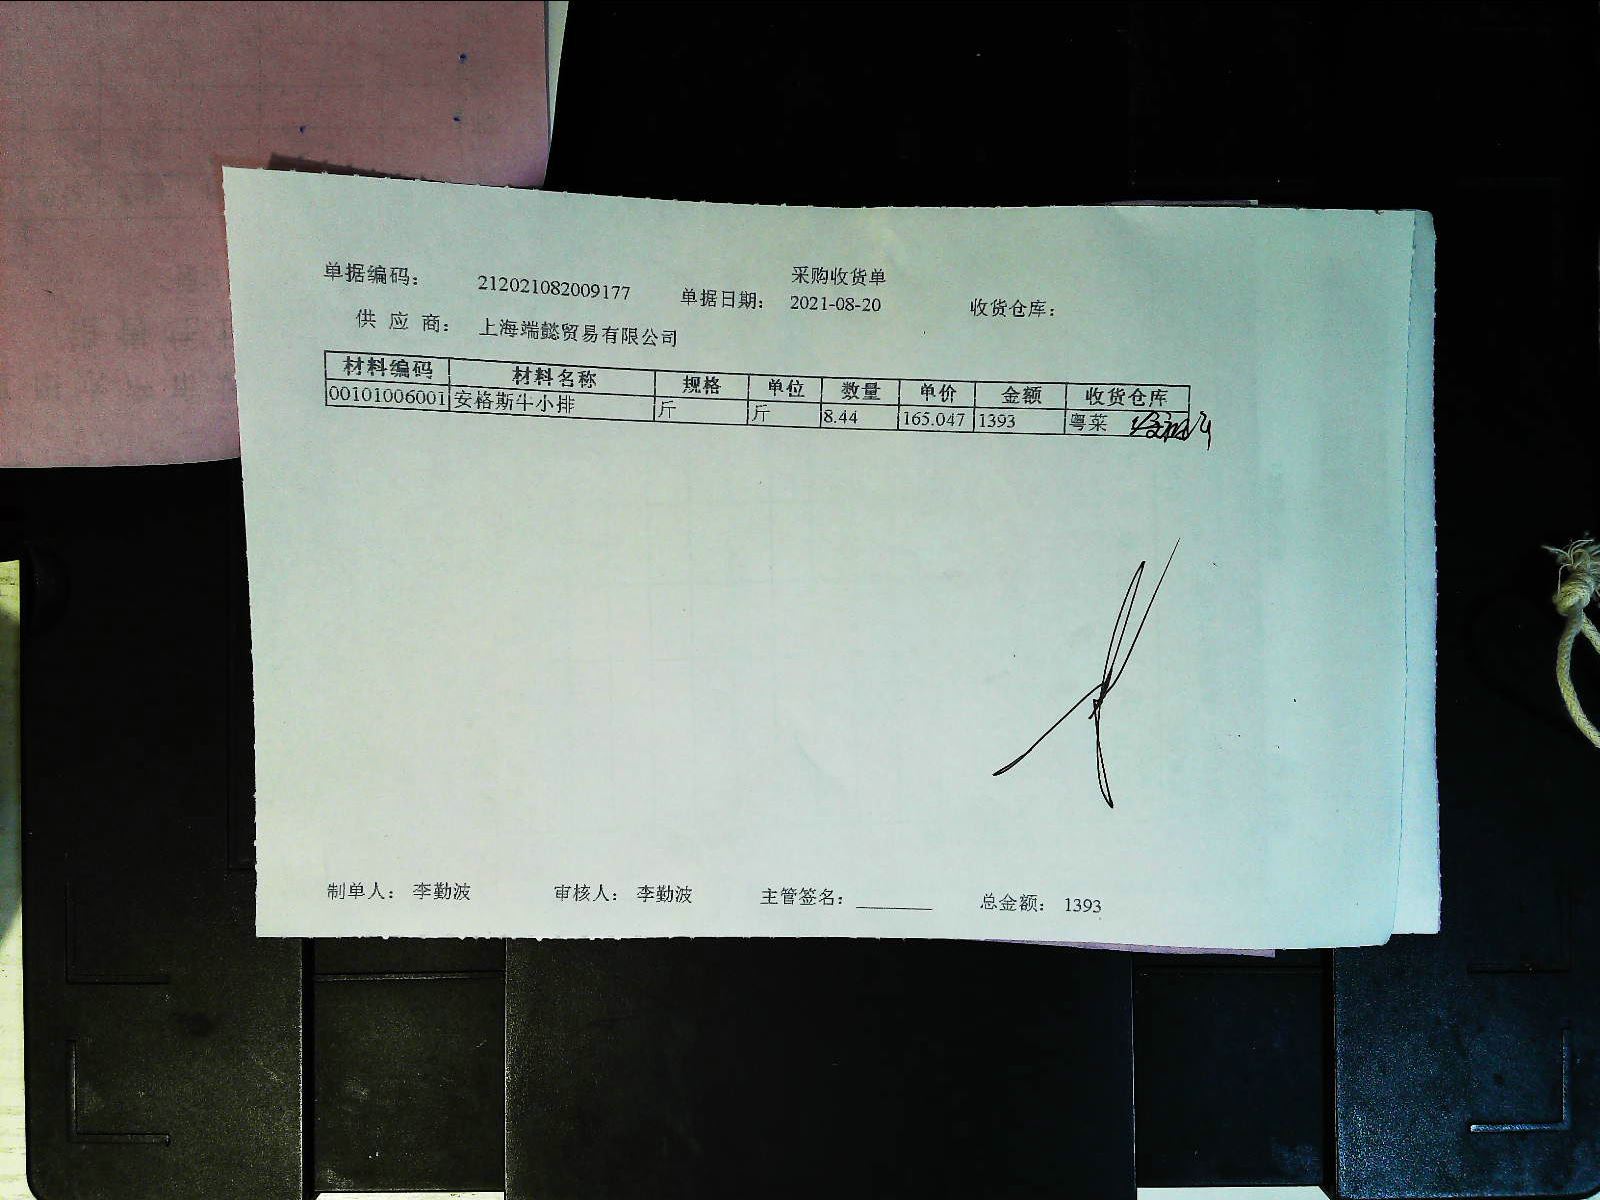 采购收货单
单据编码： 212021082009177 单据日期： 2021-08-20 收货仓库：
供 应 商： 上海端懿贸易有限公司
材料编码 材料名称 规格 单位 数量 单价 金额 收货仓库
00101006001 安格斯牛小排 斤 斤 8.44 165.047 1393 粤菜
制单人： 李勤波 审核人： 李勤波 主管签名： 总金额： 1393